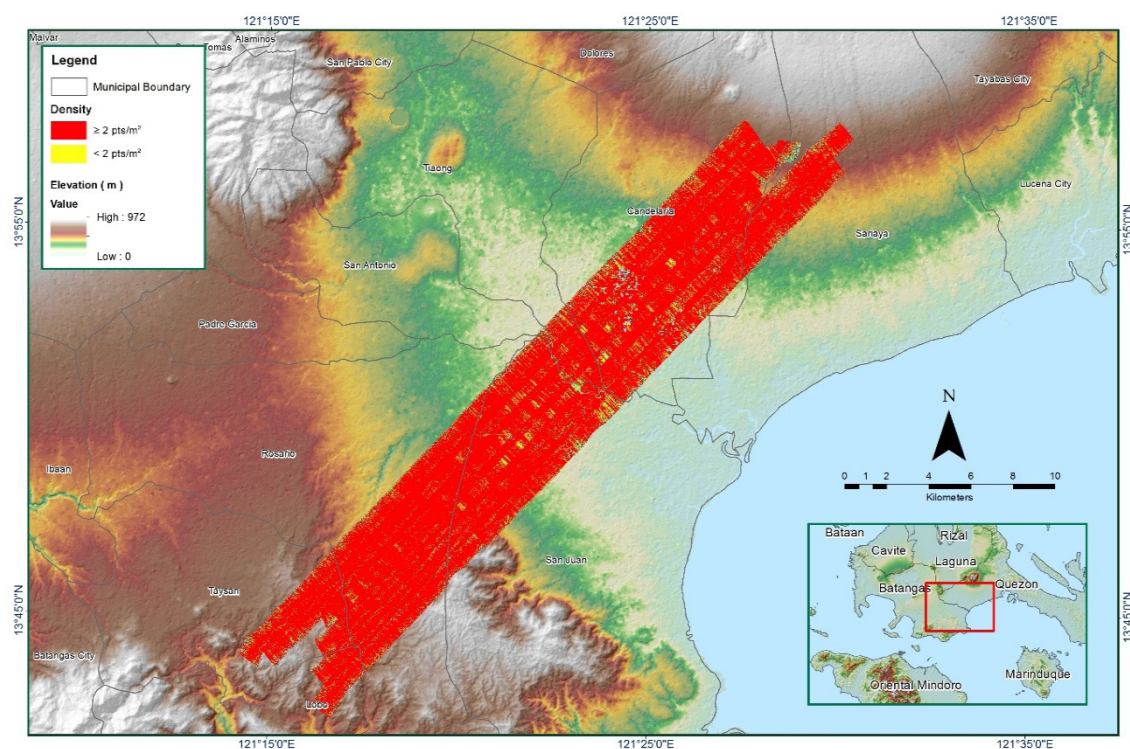 121°15'0"E
121°25'0"E
121°35'0"E
Malvar
Tomas
Alaminos
San Pablo City
Dolores
Tayabas City
Legend
Municipal Boundary
Density
≥ 2 pts/m²
< 2 pts/m²
Elevation ( m )
Value
High : 972
Low : 0
Tiaong
Lucena City
Candelaria
Sariaya
13°55'0"N
13°55'0"N
San Antonio
Padre Garcia
N
Rosario
Ibaan
0 1 2 4 6 8 10
Kilometers
San Juan
Bataan
Rizal
Cavite
Laguna
Batangas
Quezon
Taysan
13°45'0"N
13°45'0"N
Batangas City
Marinduque
Oriental Mindoro
Lobo
121°15'0"E
121°25'0"E
121°35'0"E